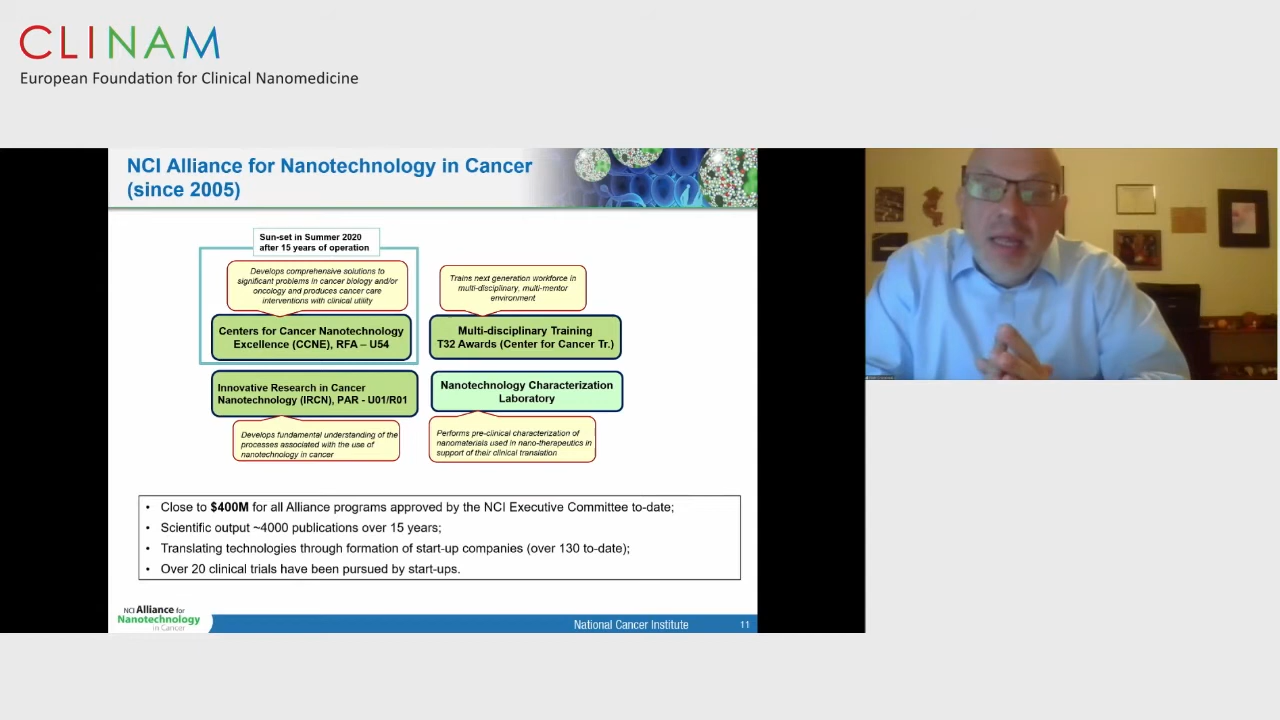 CLINAM
European Foundation for Clinical Nanomedicine
NCI Alliance for Nanotechnology in Cancer
(since 2005)
Sun-set in Summer 2020
after 15 years of operation
Develops comprehensive solutions to
significant problems in cancer biology and/or
oncology and produces cancer care
interventions with clinical utility
Centers for Cancer Nanotechnology
Excellence (CCNE), RFA – U54
Trains next generation workforce in
multi-disciplinary, multi-mentor
environment
Multi-disciplinary Training
T32 Awards (Center for Cancer Tr.)
Innovative Research in Cancer
Nanotechnology (IRCN), PAR - U01/R01
Develops fundamental understanding of the
processes associated with the use of
nanotechnology in cancer
Nanotechnology Characterization
Laboratory
Performs pre-clinical characterization of
nanomaterials used in nano-therapeutics in
support of their clinical translation
• Close to $400M for all Alliance programs approved by the NCI Executive Committee to-date;
• Scientific output ~4000 publications over 15 years;
• Translating technologies through formation of start-up companies (over 130 to-date);
• Over 20 clinical trials have been pursued by start-ups.
NCI Alliance for
Nanotechnology
in Cancer
National Cancer Institute
11